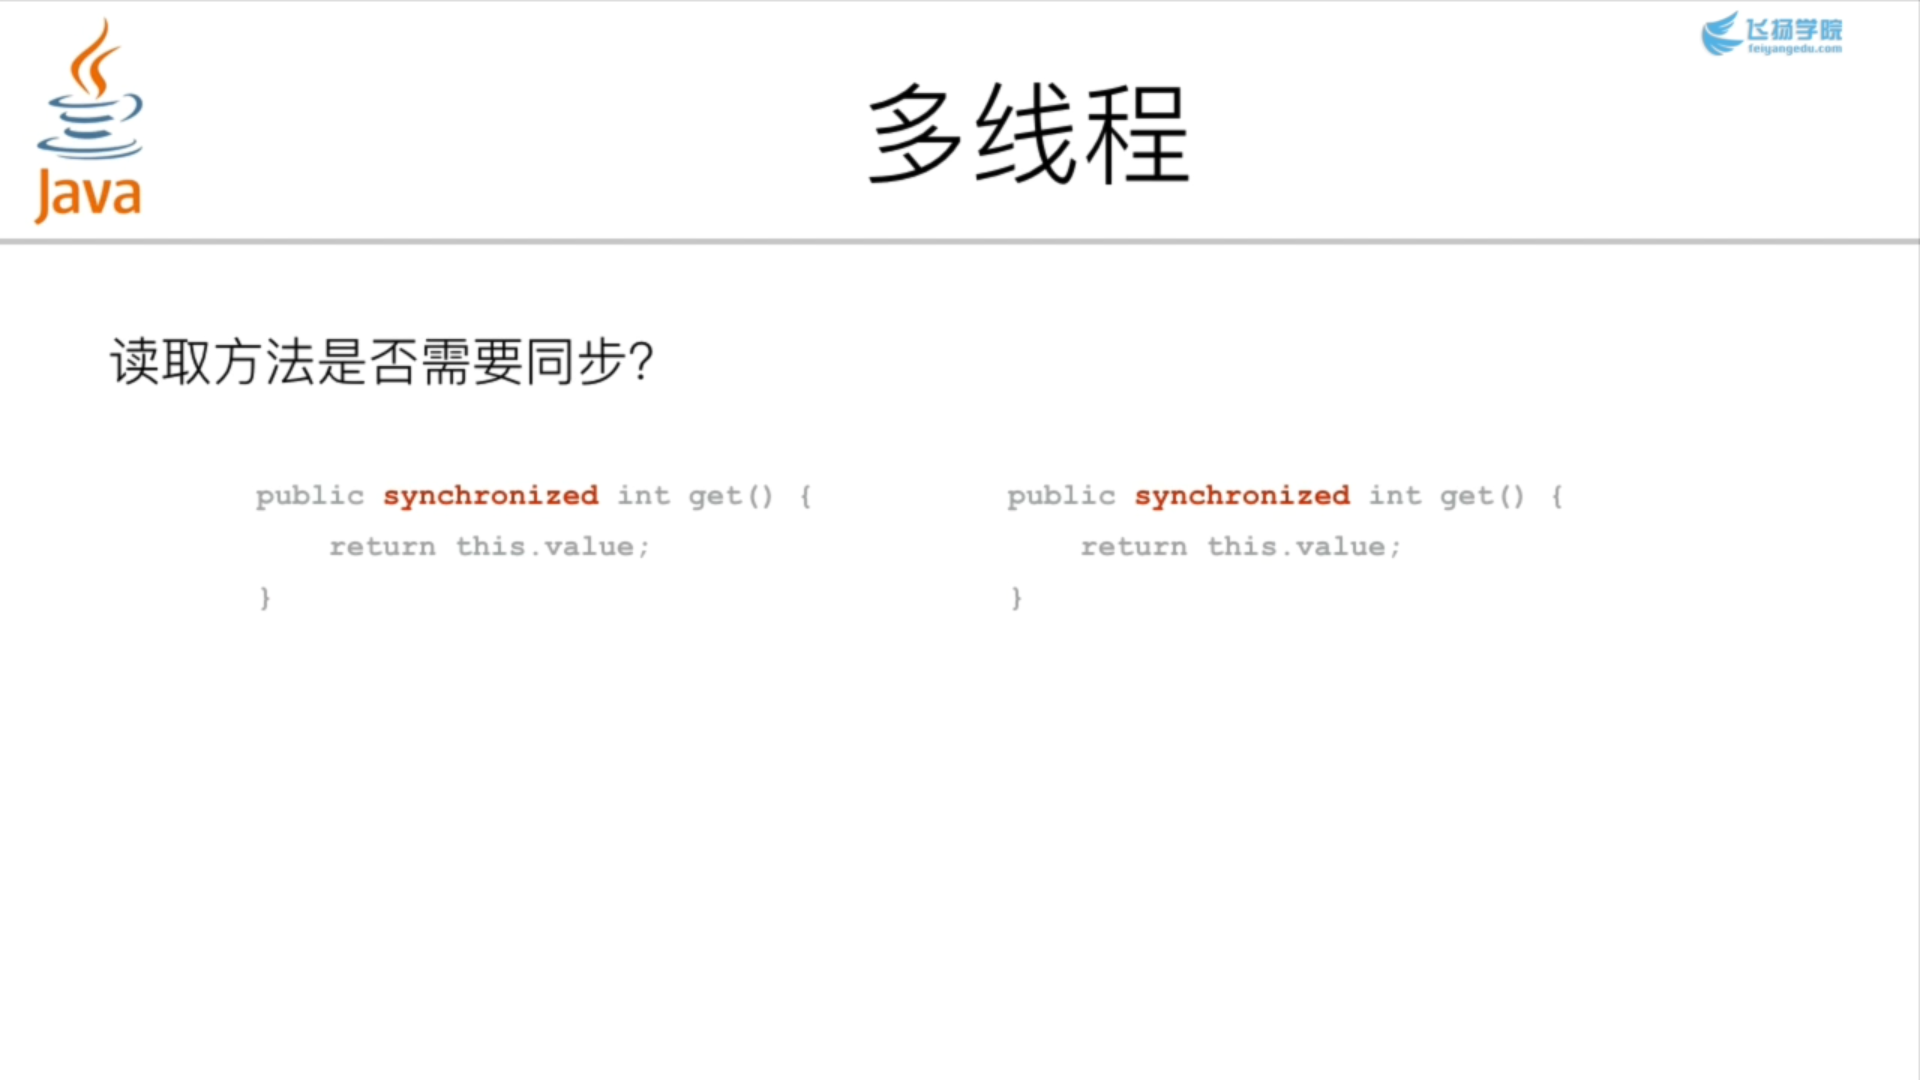 Java
飞扬学院
feiyangedu.com
多线程
读取方法是否需要同步?
public synchronized int get() {
return this.value;
}
public synchronized int get() {
return this.value;
}